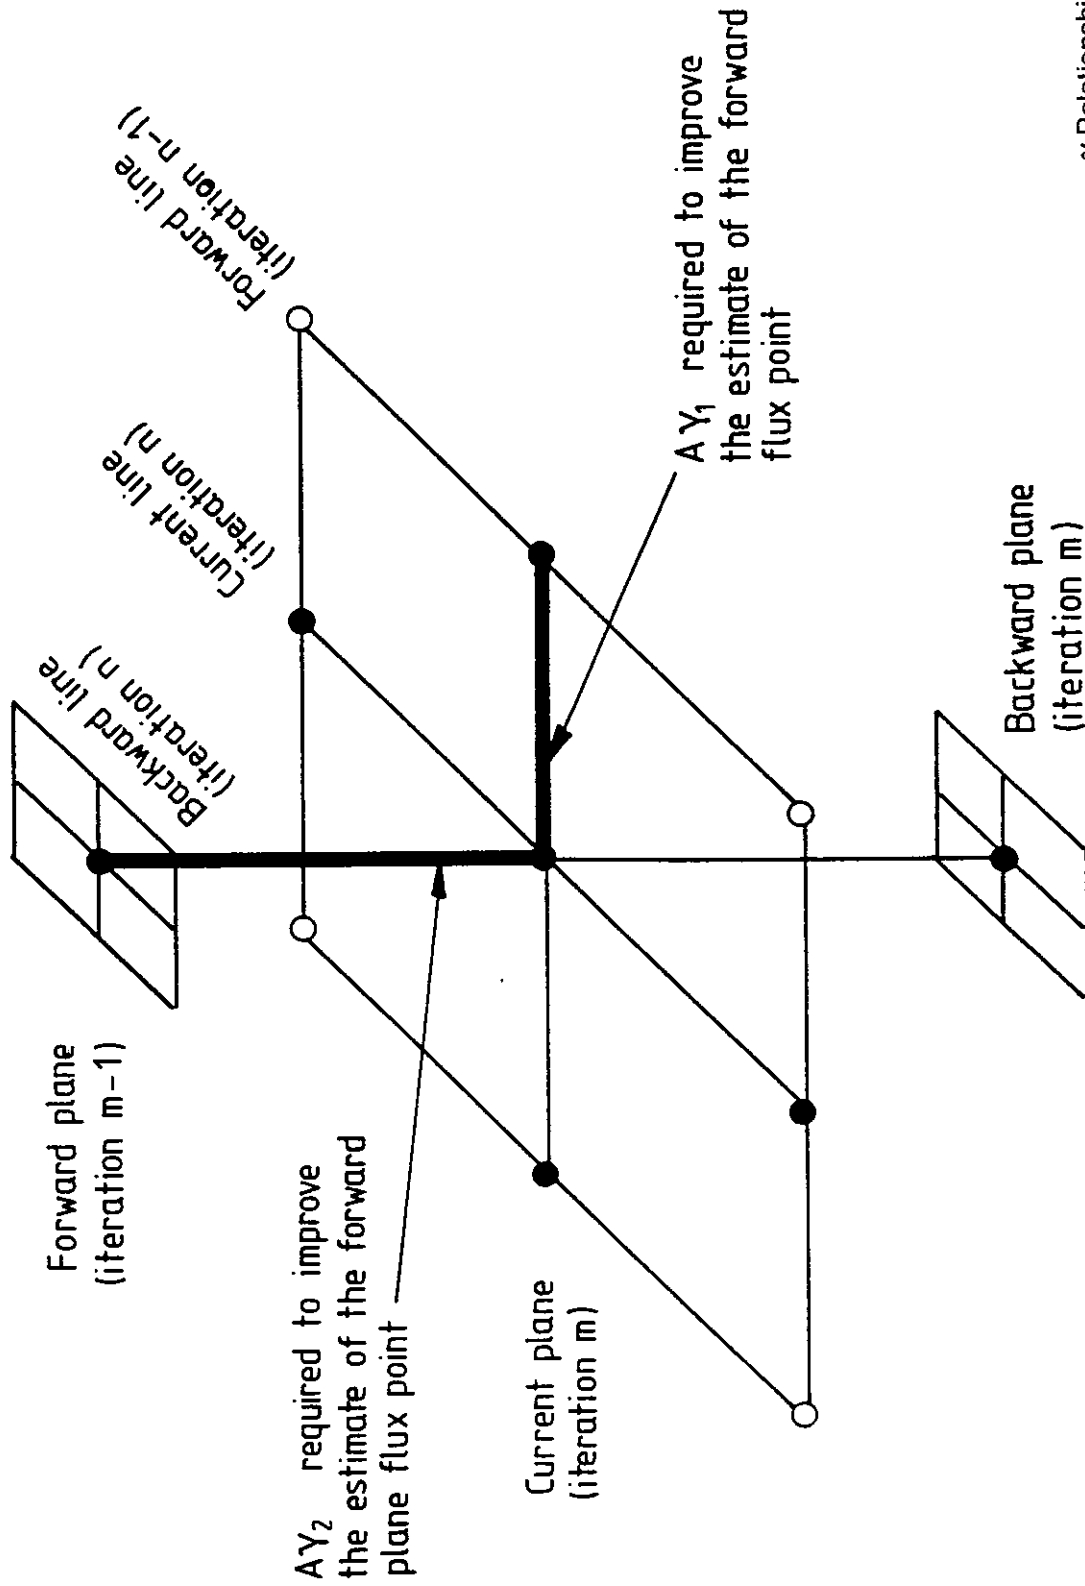 Forward plane
(iteration m-1)
Backward line
(iteration n)
Current line
(iteration n)
Forward line
(iteration n-1)
AY₂ required to improve
the estimate of the forward
plane flux point
AY₁ required to improve
the estimate of the forward
flux point
Current plane
(iteration m)
Backward plane
(iteration m)